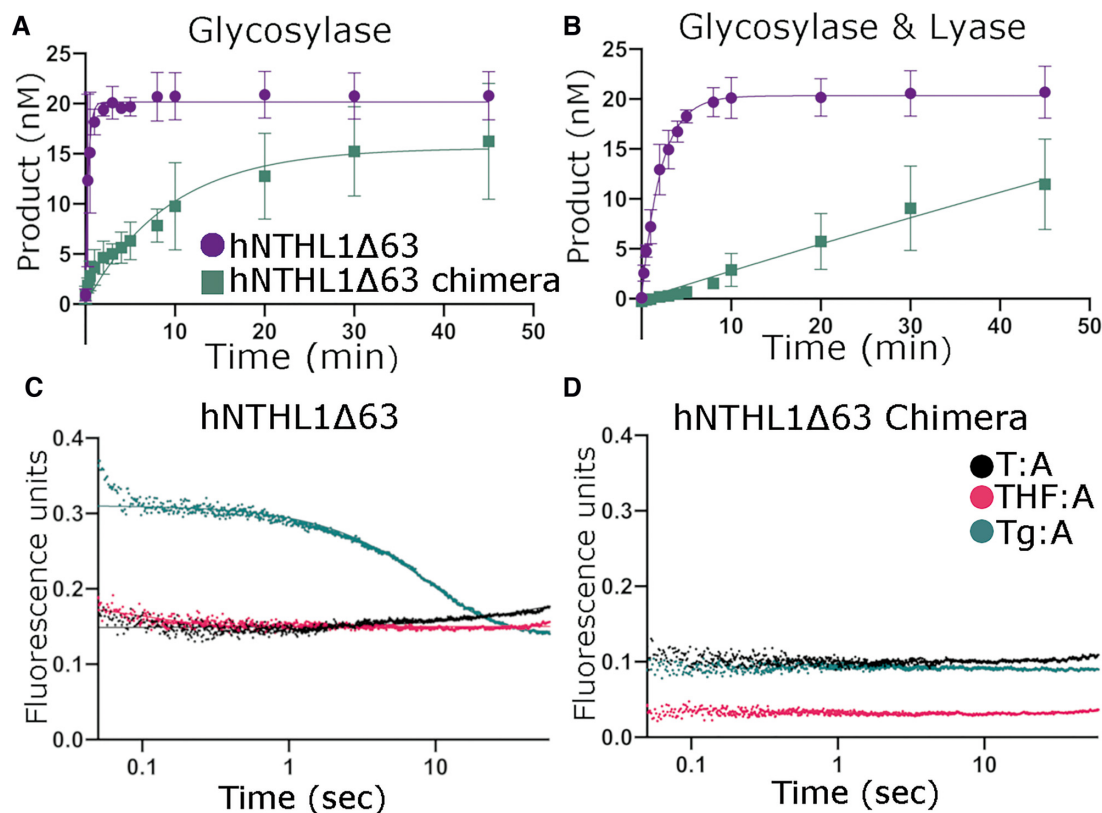 A
Glycosylase
Product (nM)
25
20
15
10
5
0
hNTHL1Δ63
hNTHL1Δ63 chimera
10
20
30
40
50
Time (min)
B
Glycosylase & Lyase
Product (nM)
25
20
15
10
5
0
10
20
30
40
50
Time (min)
C
hNTHL1Δ63
Fluorescence units
0.4
0.3
0.2
0.1
0.0
0.1
1
10
Time (sec)
D
hNTHL1Δ63 Chimera
Fluorescence units
0.4
0.3
0.2
0.1
0.0
T:A
THF:A
Tg:A
0.1
1
10
Time (sec)